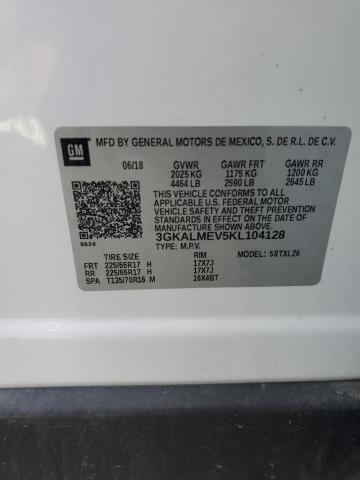 GM
MFD BY GENERAL MOTORS DE MEXICO, S. DE R.L. DE C.V.
06/18 GVWR GAWR FRT GAWR RR
2025 KG 1175 KG 1200 KG
4464 LB 2590 LB 2645 LB
THIS VEHICLE CONFORMS TO ALL
APPLICABLE U.S. FEDERAL MOTOR
VEHICLE SAFETY AND THEFT PREVENTION
STANDARDS IN EFFECT ON THE DATE
OF MANUFACTURE SHOWN ABOVE.
3GKALMEV5KL104128
8624
TYPE: M.P.V. MODEL: 58TXL26
TIRE SIZE RIM
FRT 225/65R17 H 17X7J
RR 225/65R17 H 17X7J
SPA T135/70R16 M 16X4BT